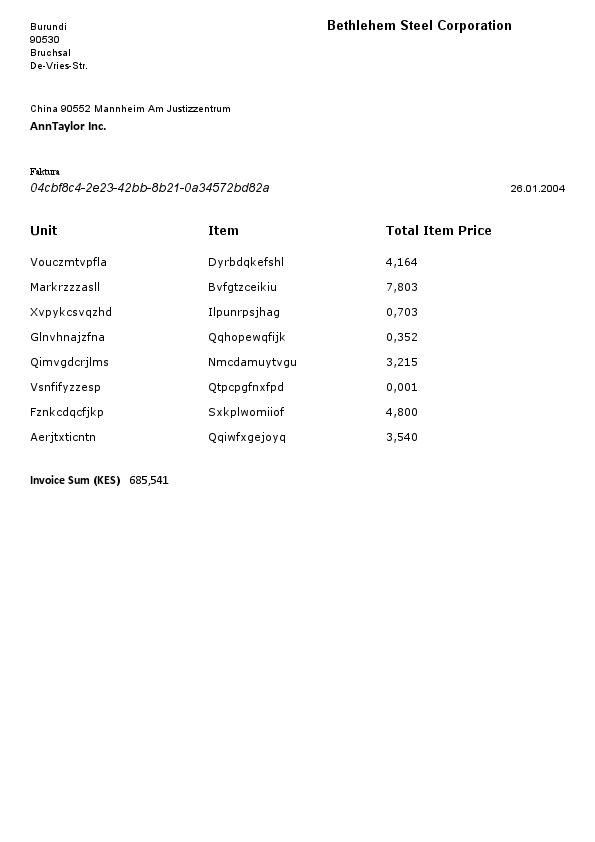 Burundi
90530
Bruchsal
De-Vries-Str.
Bethlehem Steel Corporation
China 90552 Mannheim Am Justizzentrum
AnnTaylor Inc.
Faktura
04cbf8c4-2e23-42bb-8b21-0a34572bd82a 26.01.2004
Unit Item Total Item Price
Vouczmtvpfla Dyrbdqkefshl 4,164
Markrzzzasll Bvfgtzceikiu 7,803
Xvpykcsvqzhd Ilpunrpsjhag 0,703
Glnvhnajzfna Qqhopewqfijk 0,352
Qimvgdcrjlms Nmcdamuytvgu 3,215
Vsnfifyzzesp Qtpcpgfnxfpd 0,001
Fznkcdqcfjkp Sxkplwomiiof 4,800
Aerjtxticntn Qqiwfxgejoyq 3,540
Invoice Sum (KES) 685,541